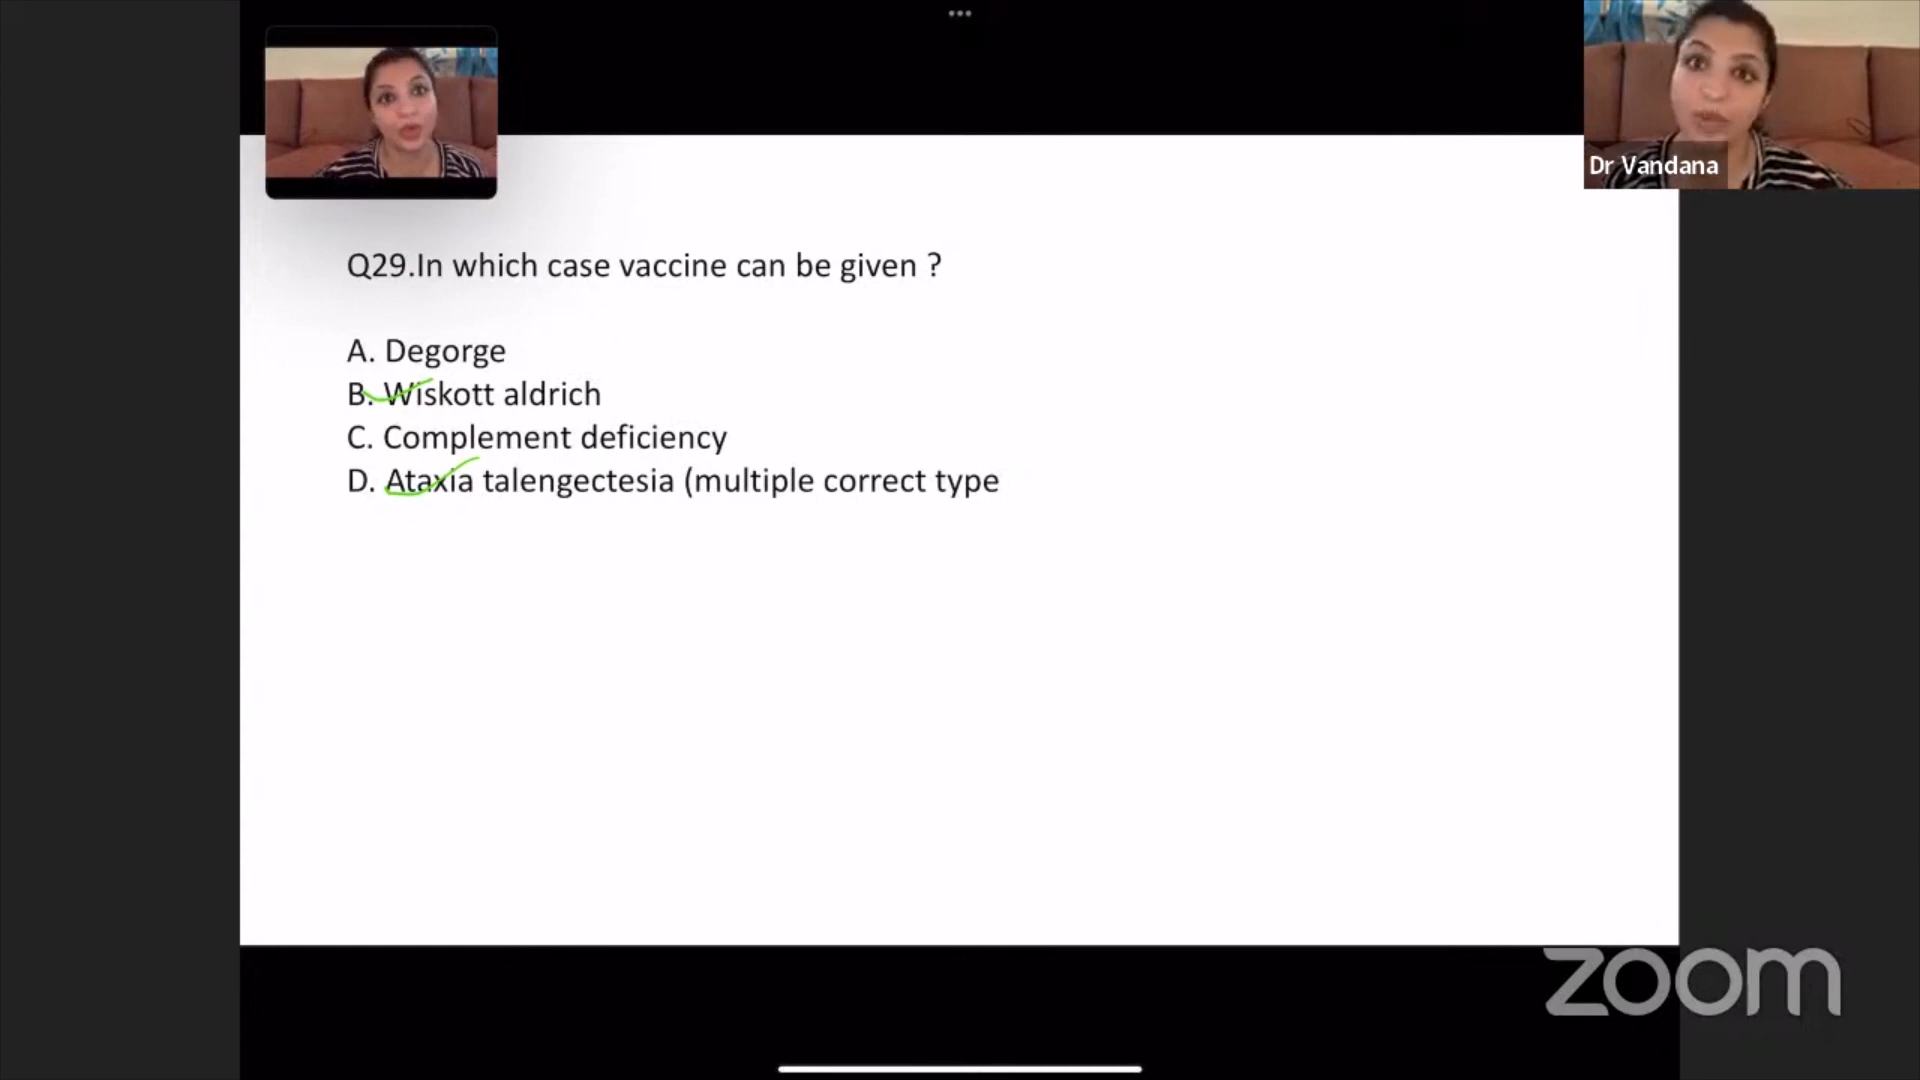 Dr Vandana
Q29.In which case vaccine can be given ?
A. Degorge
B. Wiskott aldrich
C. Complement deficiency
D. Ataxia talengectesia (multiple correct type
zoom